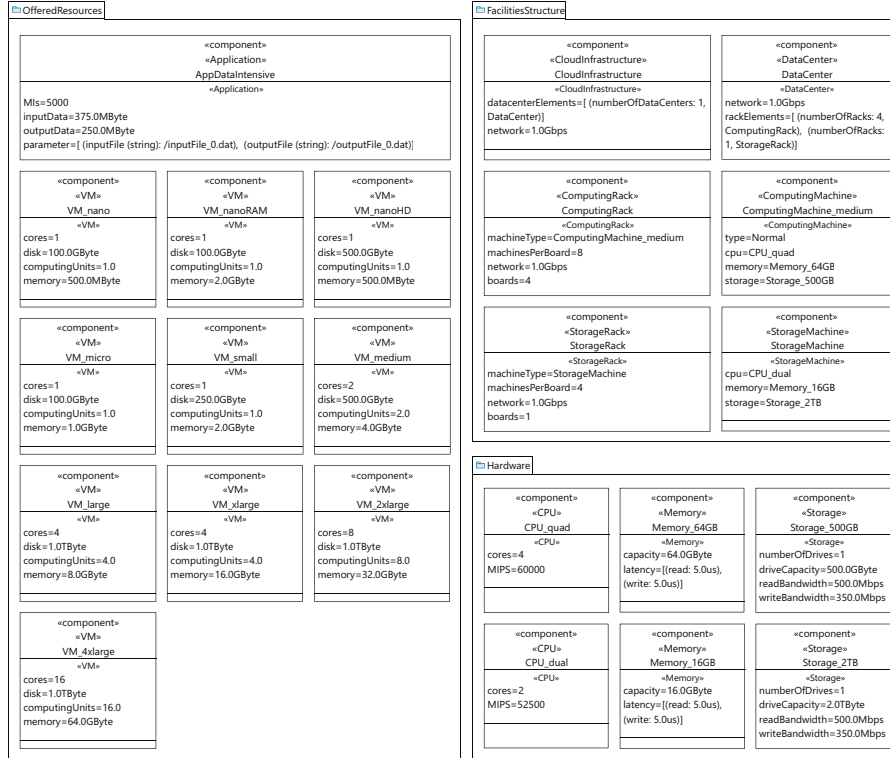 OfferedResources
«component»
«Application»
AppDataIntensive
«Application»
MIs=5000
inputData=375.0MByte
outputData=250.0MByte
parameter=[ (inputFile (string): /inputFile_0.dat),  (outputFile (string): /outputFile_0.dat)]
«component»
«VM»
VM_nano
«VM»
cores=1
disk=100.0GByte
computingUnits=1.0
memory=500.0MByte
«component»
«VM»
VM_nanoRAM
«VM»
cores=1
disk=100.0GByte
computingUnits=1.0
memory=2.0GByte
«component»
«VM»
VM_nanoHD
«VM»
cores=1
disk=500.0GByte
computingUnits=1.0
memory=500.0MByte
«component»
«VM»
VM_micro
«VM»
cores=1
disk=100.0GByte
computingUnits=1.0
memory=1.0GByte
«component»
«VM»
VM_small
«VM»
cores=1
disk=250.0GByte
computingUnits=1.0
memory=2.0GByte
«component»
«VM»
VM_medium
«VM»
cores=2
disk=500.0GByte
computingUnits=2.0
memory=4.0GByte
«component»
«VM»
VM_large
«VM»
cores=4
disk=1.0TByte
computingUnits=4.0
memory=8.0GByte
«component»
«VM»
VM_xlarge
«VM»
cores=4
disk=1.0TByte
computingUnits=4.0
memory=16.0GByte
«component»
«VM»
VM_2xlarge
«VM»
cores=8
disk=1.0TByte
computingUnits=8.0
memory=32.0GByte
«component»
«VM»
VM_4xlarge
«VM»
cores=16
disk=1.0TByte
computingUnits=16.0
memory=64.0GByte
FacilitiesStructure
«component»
«CloudInfrastructure»
CloudInfrastructure
«CloudInfrastructure»
datacenterElements=[ (numberOfDataCenters: 1,
DataCenter)]
network=1.0Gbps
«component»
«DataCenter»
DataCenter
«DataCenter»
network=1.0Gbps
rackElements=[ (numberOfRacks: 4,
ComputingRack),  (numberOfRacks:
1, StorageRack)]
«component»
«ComputingRack»
ComputingRack
«ComputingRack»
machineType=ComputingMachine_medium
machinesPerBoard=8
network=1.0Gbps
boards=4
«component»
«ComputingMachine»
ComputingMachine_medium
«ComputingMachine»
type=Normal
cpu=CPU_quad
memory=Memory_64GB
storage=Storage_500GB
«component»
«StorageRack»
StorageRack
«StorageRack»
machineType=StorageMachine
machinesPerBoard=4
network=1.0Gbps
boards=1
«component»
«StorageMachine»
StorageMachine
«StorageMachine»
cpu=CPU_dual
memory=Memory_16GB
storage=Storage_2TB
Hardware
«component»
«CPU»
CPU_quad
«CPU»
cores=4
MIPS=60000
«component»
«Memory»
Memory_64GB
«Memory»
capacity=64.0GByte
latency=[(read: 5.0us),
(write: 5.0us)]
«component»
«Storage»
Storage_500GB
«Storage»
numberOfDrives=1
driveCapacity=500.0GByte
readBandwidth=500.0Mbps
writeBandwidth=350.0Mbps
«component»
«CPU»
CPU_dual
«CPU»
cores=2
MIPS=52500
«component»
«Memory»
Memory_16GB
«Memory»
capacity=16.0GByte
latency=[(read: 5.0us),
(write: 5.0us)]
«component»
«Storage»
Storage_2TB
«Storage»
numberOfDrives=1
driveCapacity=2.0TByte
readBandwidth=500.0Mbps
writeBandwidth=350.0Mbps